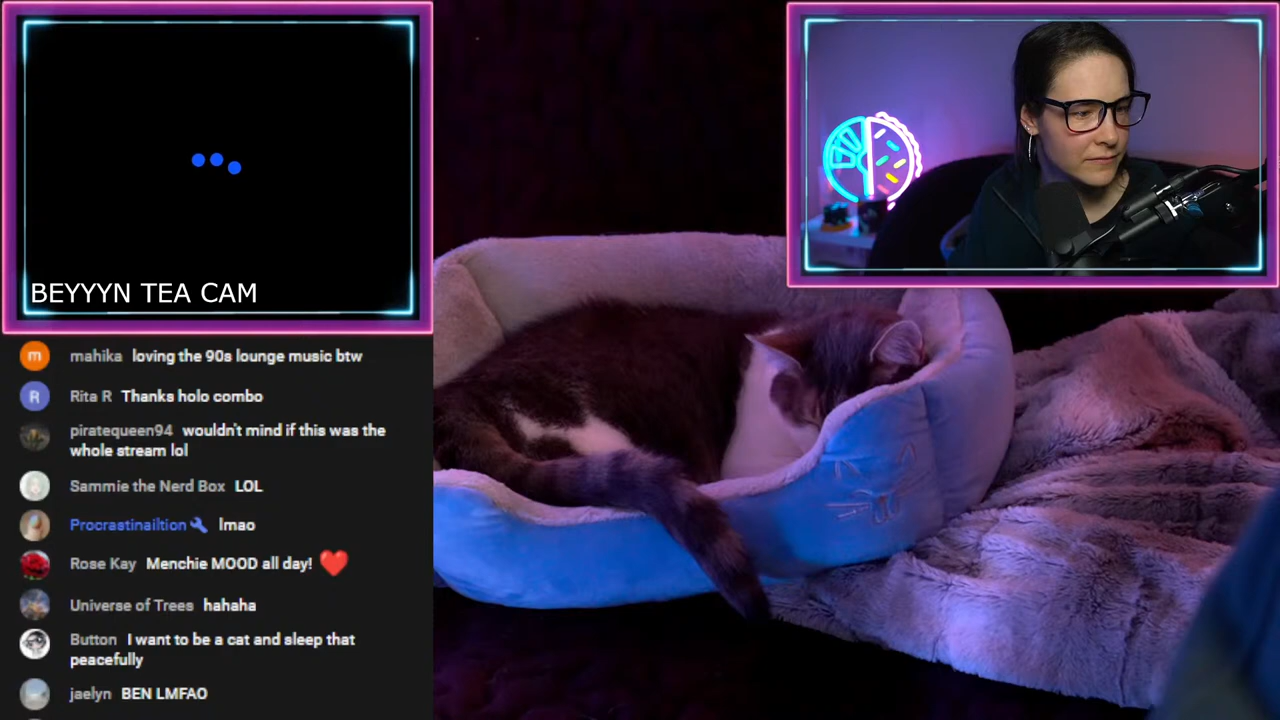 BEYYYN TEA CAM
m
mahika loving the 90s lounge music btw
R
Rita R Thanks holo combo
piratequeen94 wouldn't mind if this was the
whole stream lol
Sammie the Nerd Box LOL
Procrastinailtion lmao
Rose Kay Menchie MOOD all day!
Universe of Trees hahaha
Button I want to be a cat and sleep that
peacefully
jaelyn BEN LMFAO